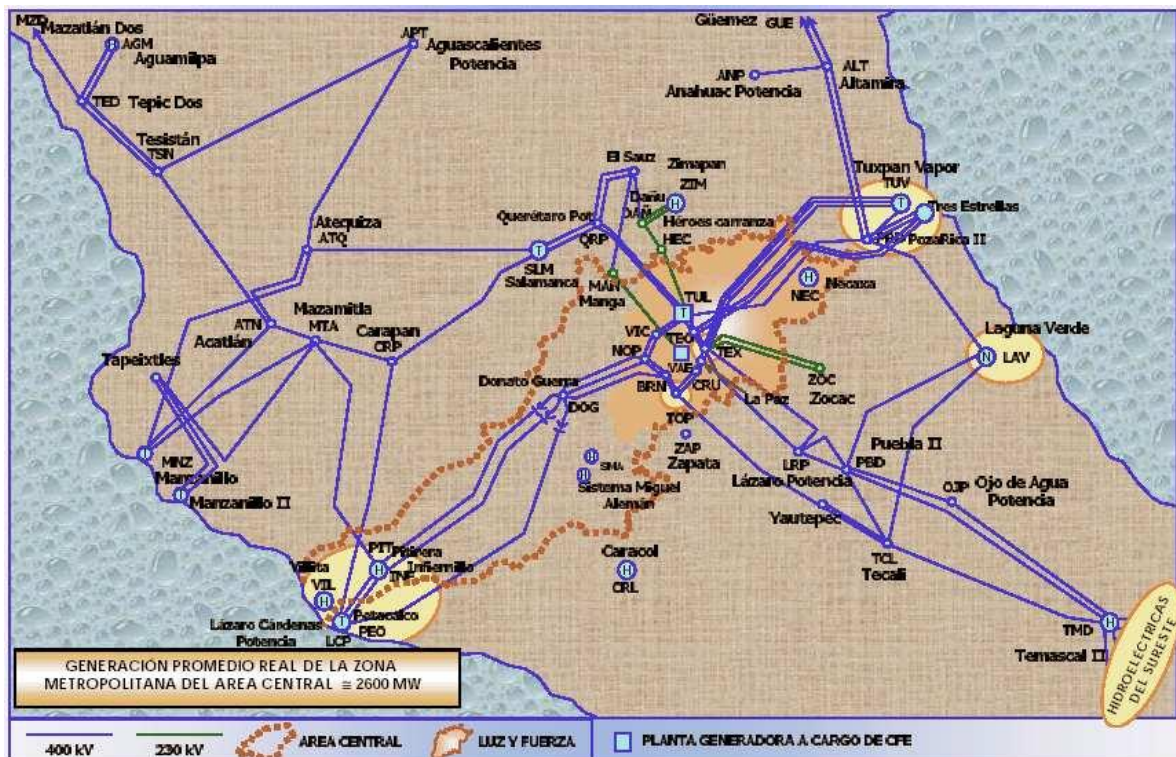 MZD
Mazatlán Dos
AGM
Aguamilpa
TED
Tepic Dos
Tesistán
TSN
APT
Aguascalientes
Potencia
Güemez
GUE
ANP
Anahuac Potencia
ALT
Altamira
Tuxpan Vapor
TUV
Tres Estrellas
PozaRica II
El Sauz
Zimapan
ZIM
Dañu
DAÑ
Héroes carranza
HEC
Querétaro Pot
QRP
SLM
Salamanca
MAN
Manga
Atequiza
ATQ
Mazamitla
MTA
Carapan
CRP
ATN
Acatlán
Tapeixtles
MNZ
Manzanillo
Manzanillo II
TUL
VIC
TEO
NOP
VAE
TEX
BRN
CRU
TOP
La Paz
NEC
Necaxa
ZOC
Zocac
Laguna Verde
LAV
Donato Guerra
DOG
ZAP
Zapata
SMA
Sistema Miguel
Alemán
LRP
Lázaro Potencia
PBD
Puebla II
OJP
Ojo de Agua
Potencia
Yautepec
TCL
Tecali
Caracol
CRL
PIT
Pitirera
INF
Infiernillo
Villita
VIL
Petacalco
PEO
Lázaro Cárdenas
Potencia
LCP
TMD
Temascal II
HIDROELECTRICAS
DEL SURESTE
GENERACIÓN PROMEDIO REAL DE LA ZONA
METROPOLITANA DEL AREA CENTRAL ≅ 2600 MW
400 kV
230 kV
AREA CENTRAL
LUZ Y FUERZA
PLANTA GENERADORA A CARGO DE CFE